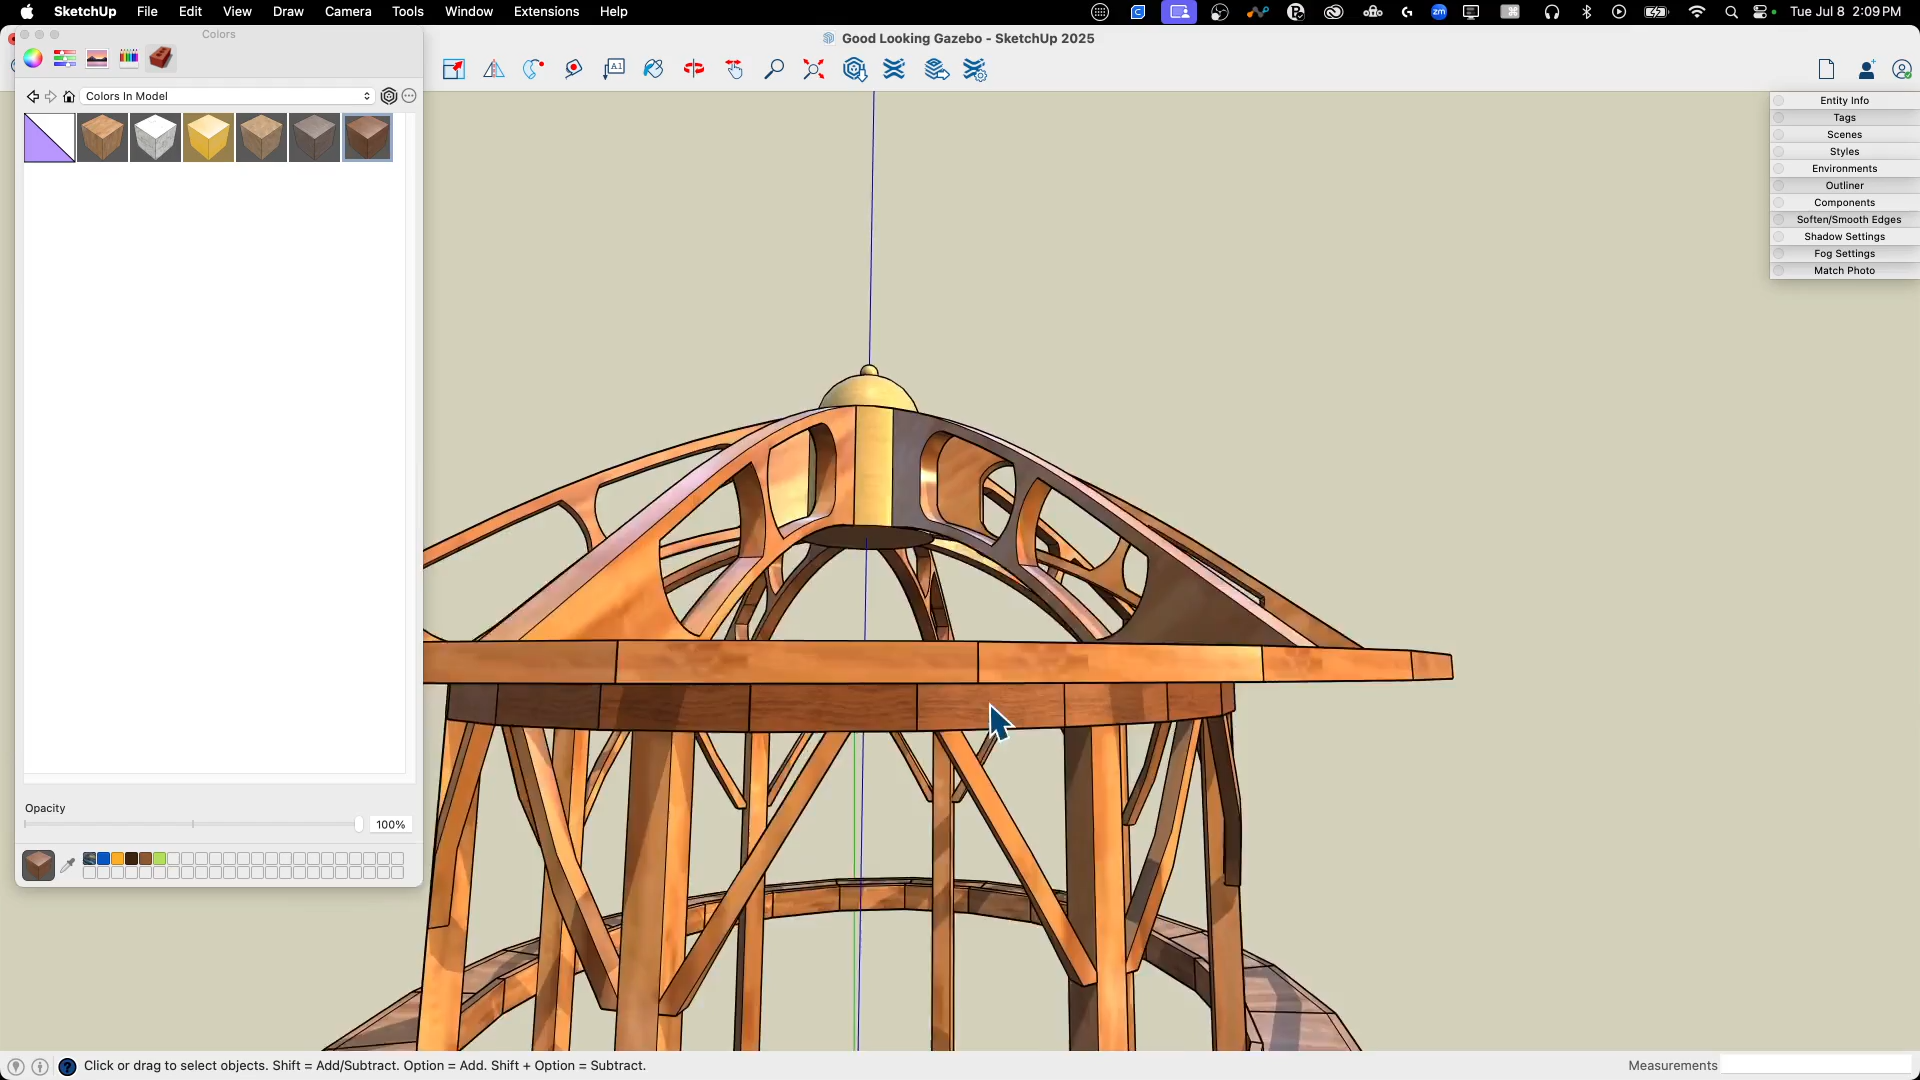 SketchUp File Edit View Draw Camera Tools Window Extensions Help
zm
Tue Jul 8 2:09 PM
Colors
Good Looking Gazebo - SketchUp 2025
A1
Colors In Model
Entity Info
Tags
Scenes
Styles
Environments
Outliner
Components
Soften/Smooth Edges
Shadow Settings
Fog Settings
Match Photo
Opacity
100%
Click or drag to select objects. Shift = Add/Subtract. Option = Add. Shift + Option = Subtract.
Measurements